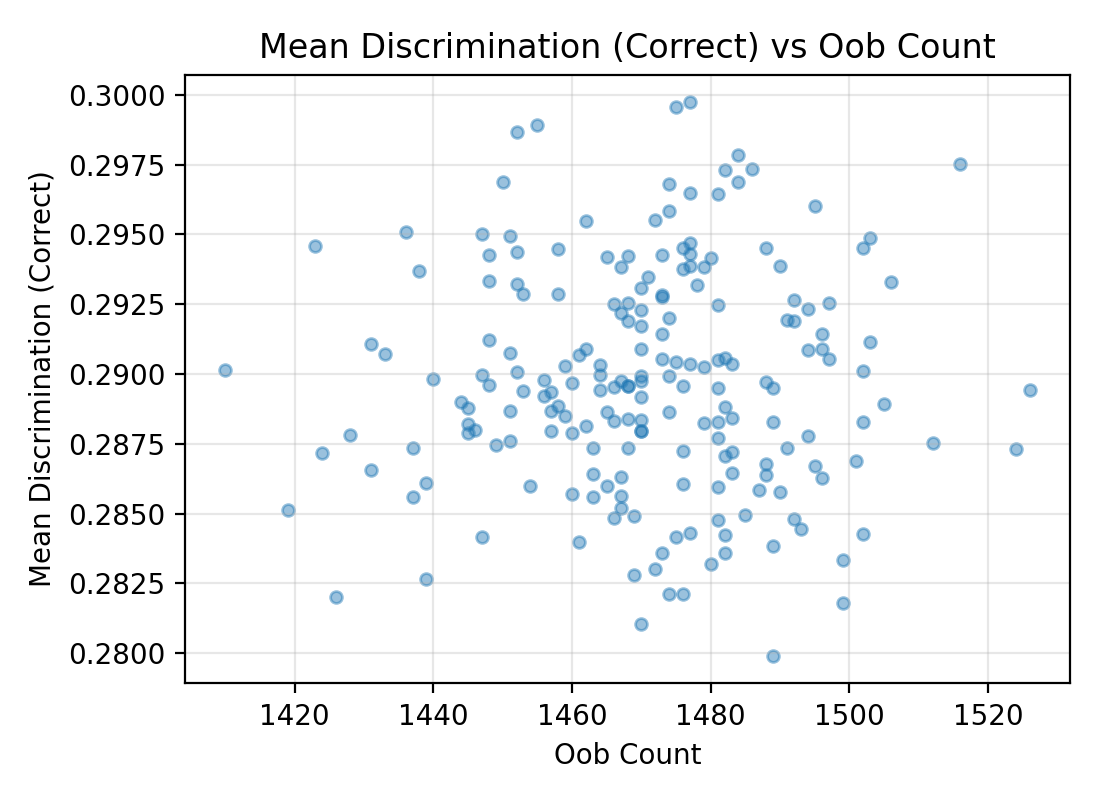 Mean Discrimination (Correct) vs Oob Count
Mean Discrimination (Correct)
0.3000
0.2975
0.2950
0.2925
0.2900
0.2875
0.2850
0.2825
0.2800
1420 1440 1460 1480 1500 1520
Oob Count